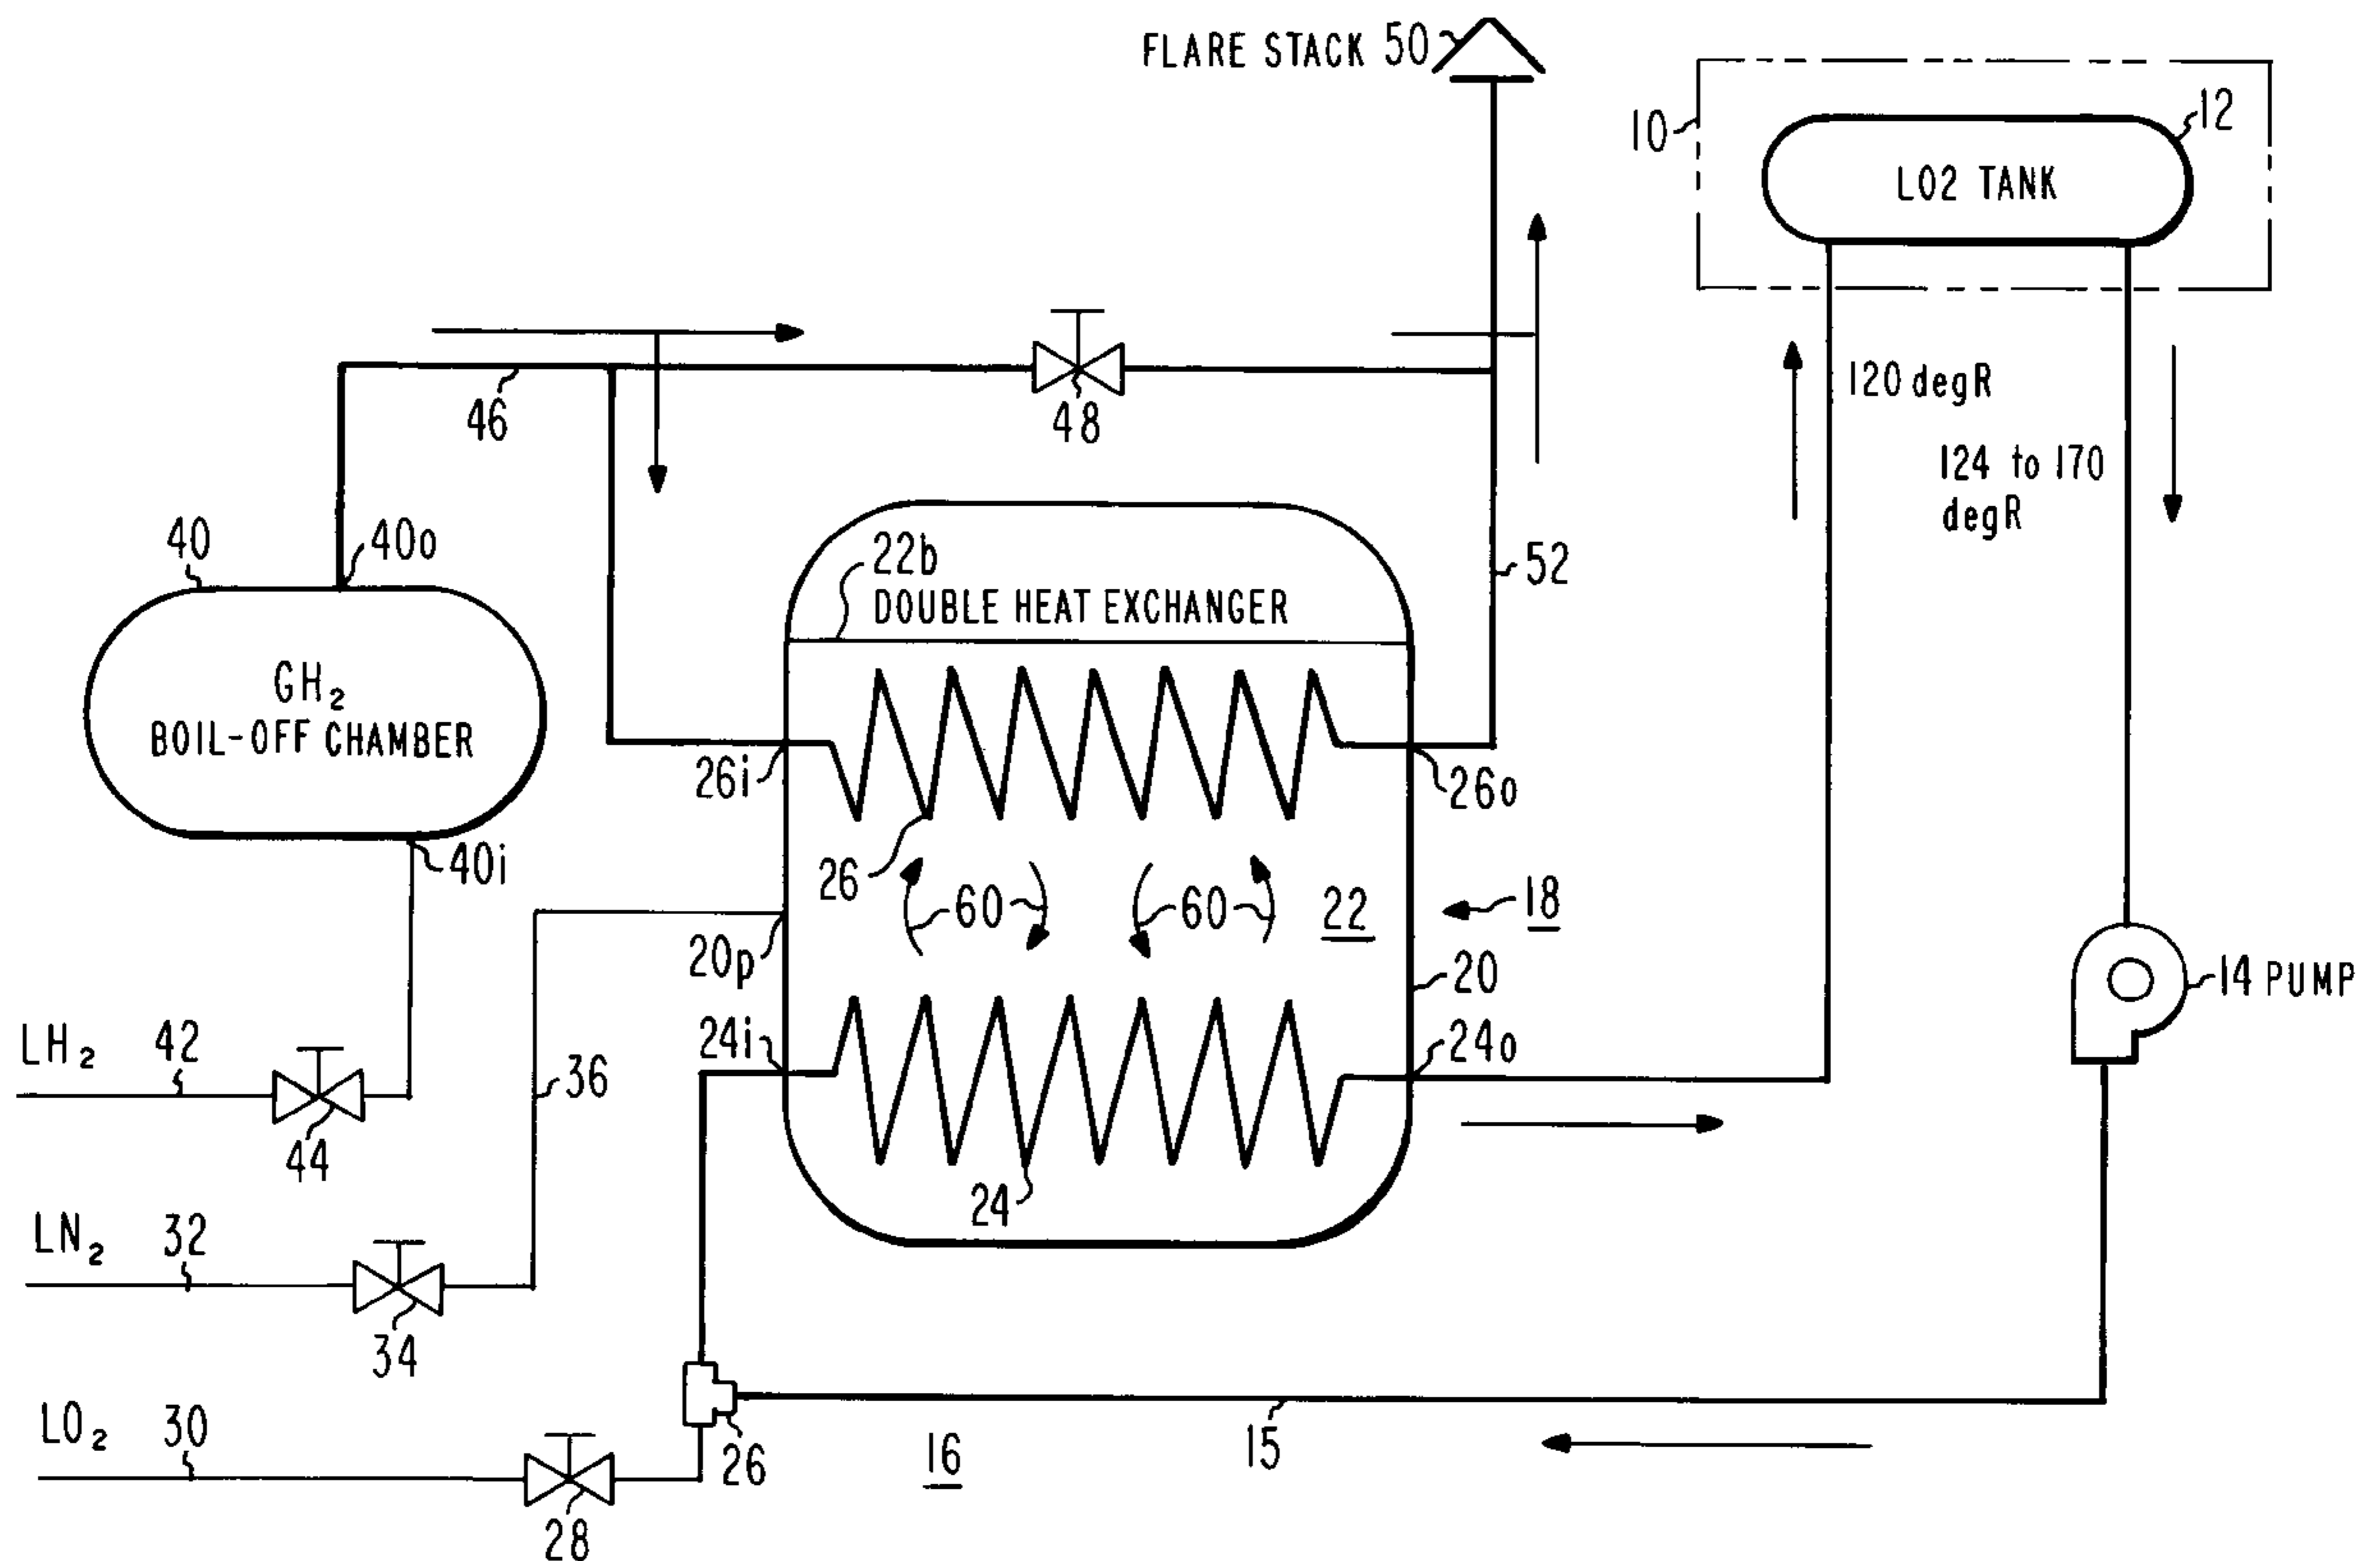 FLARE STACK 50
10
12
LO2 TANK
120 degR
124 to 170
degR
46
48
52
40
40o
22b
DOUBLE HEAT EXCHANGER
GH₂
BOIL-OFF CHAMBER
26i
26o
40i
26
60
60
22
18
20p
20
14 PUMP
LH₂
42
24i
24o
36
44
24
LN₂
32
34
LO₂
30
26
16
15
28